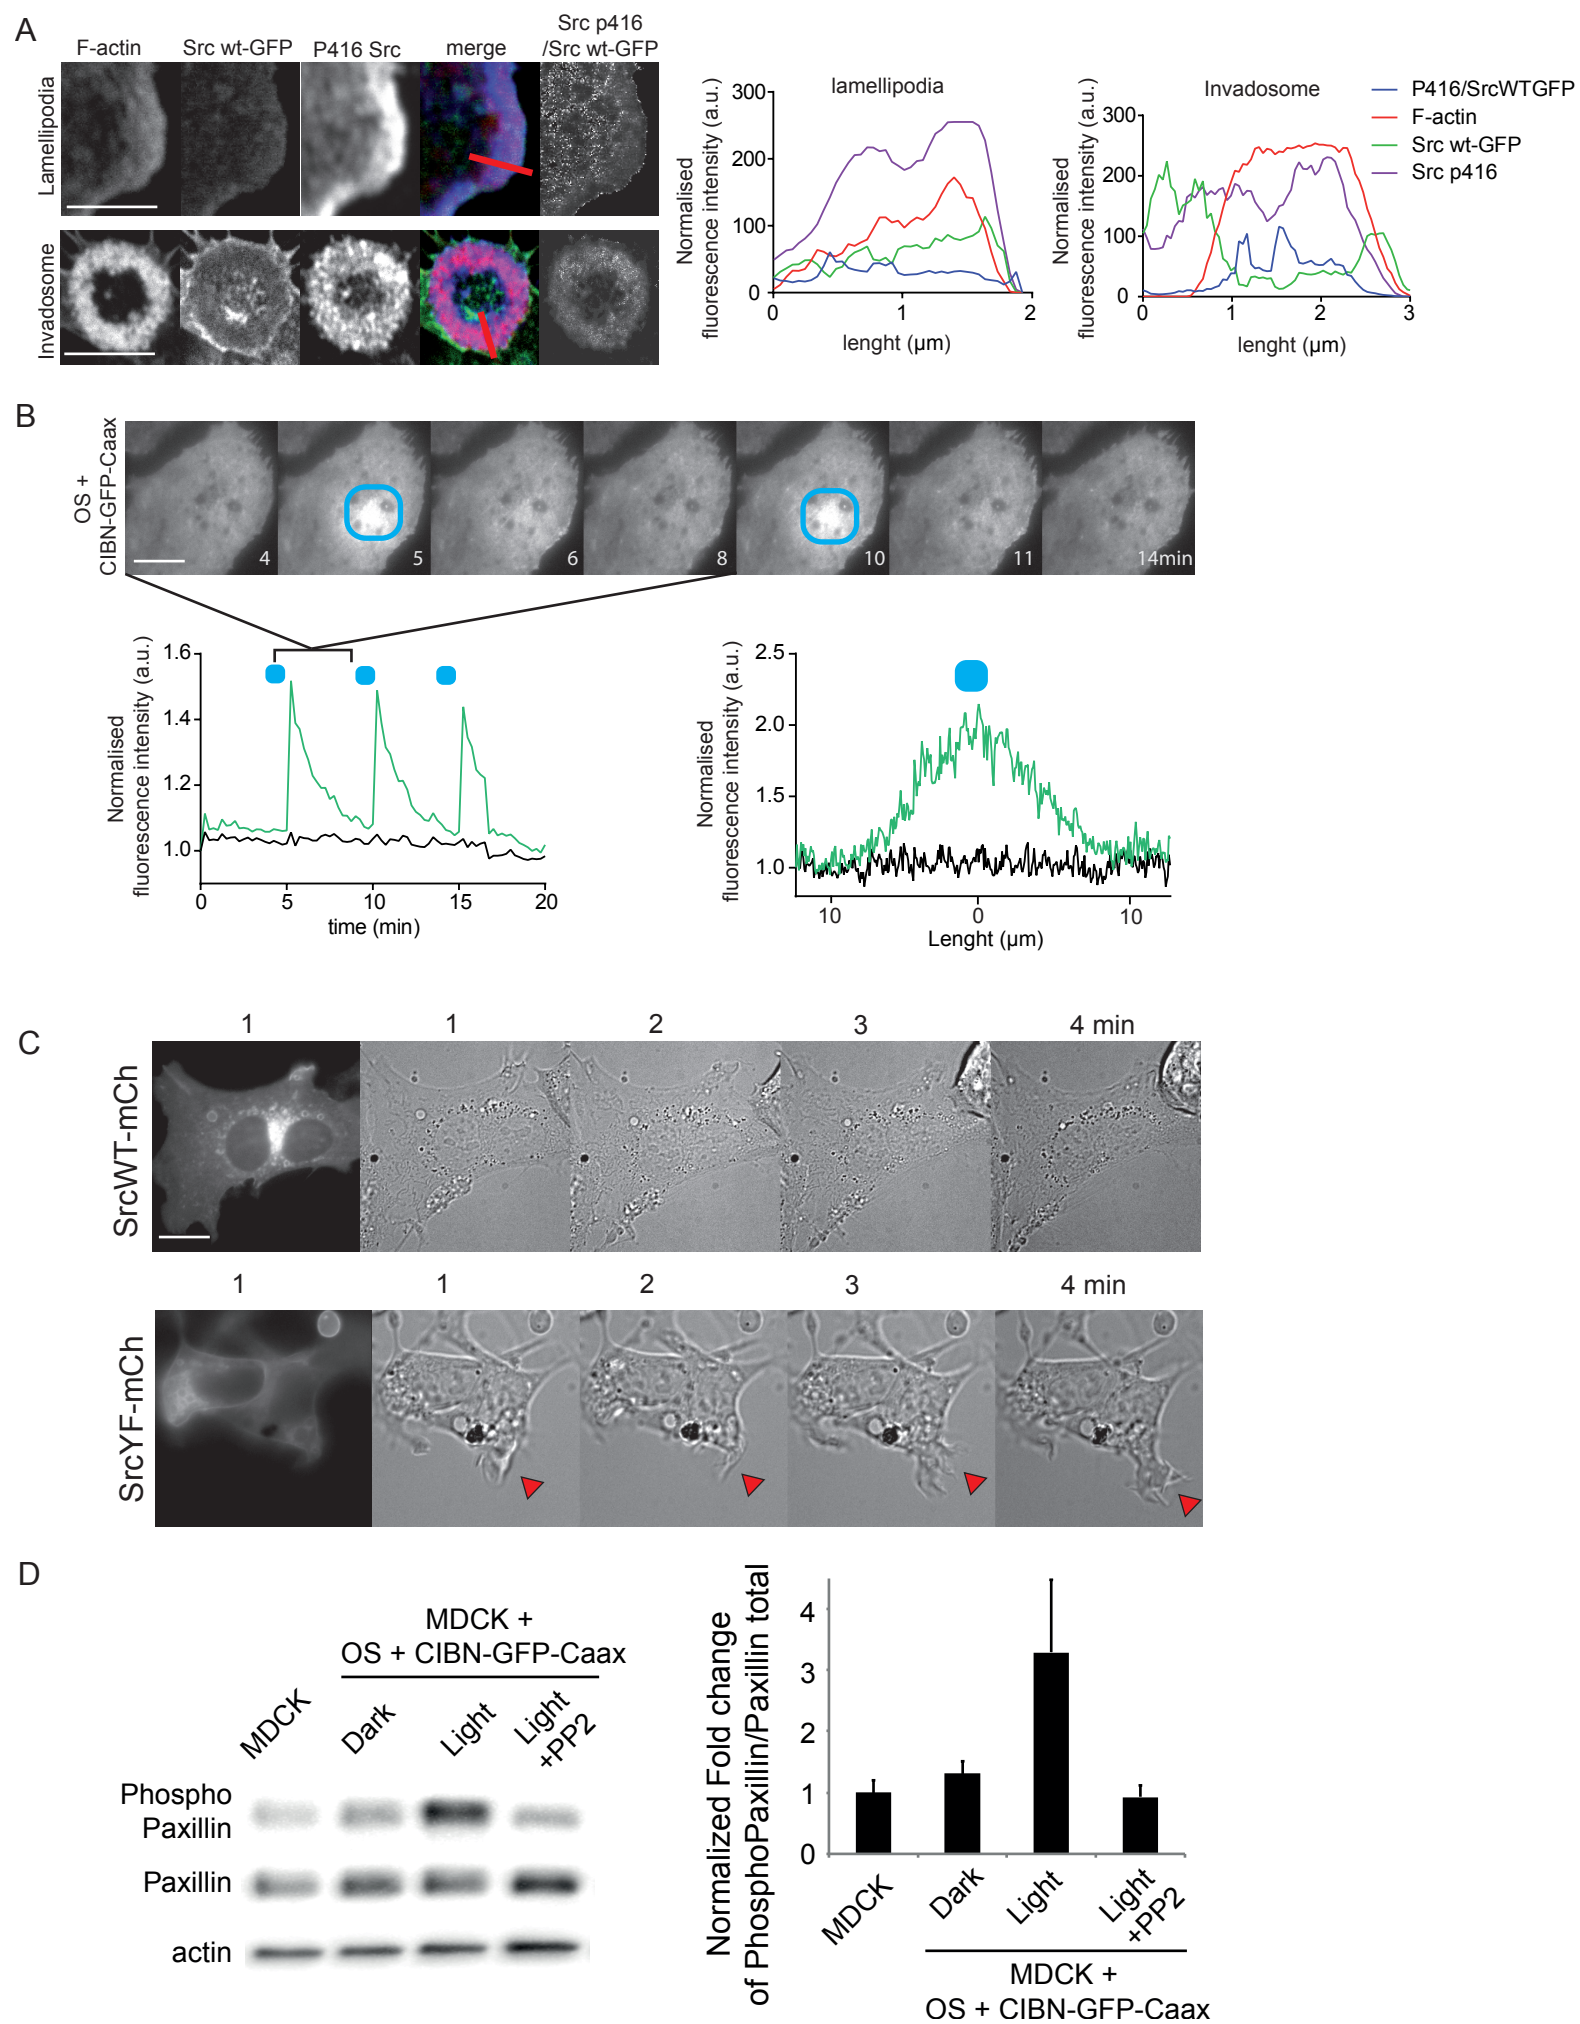 A
F-actin
Src wt-GFP
P416 Src
merge
Src p416
/Src wt-GFP
Lamellipodia
Invadosome
lamellipodia
Normalised
fluorescence intensity (a.u.)
300
200
100
0
0
1
2
lenght (µm)
Invadosome
Normalised
fluorescence intensity (a.u.)
300
200
100
0
0
1
2
3
lenght (µm)
P416/SrcWTGFP
F-actin
Src wt-GFP
Src p416
B
OS +
CIBN-GFP-Caax
4
5
6
8
10
11
14min
Normalised
fluorescence intensity (a.u.)
1.6
1.4
1.2
1.0
0
5
10
15
20
time (min)
Normalised
fluorescence intensity (a.u.)
2.5
2.0
1.5
1.0
10
0
10
Lenght (µm)
C
1
1
2
3
4 min
SrcWT-mCh
1
1
2
3
4 min
SrcYF-mCh
D
MDCK +
OS + CIBN-GFP-Caax
MDCK
Dark
Light
Light
+PP2
Phospho
Paxillin
Paxillin
actin
Normalized Fold change
of PhosphoPaxillin/Paxillin total
4
3
2
1
0
MDCK
Dark
Light
Light
+PP2
MDCK +
OS + CIBN-GFP-Caax